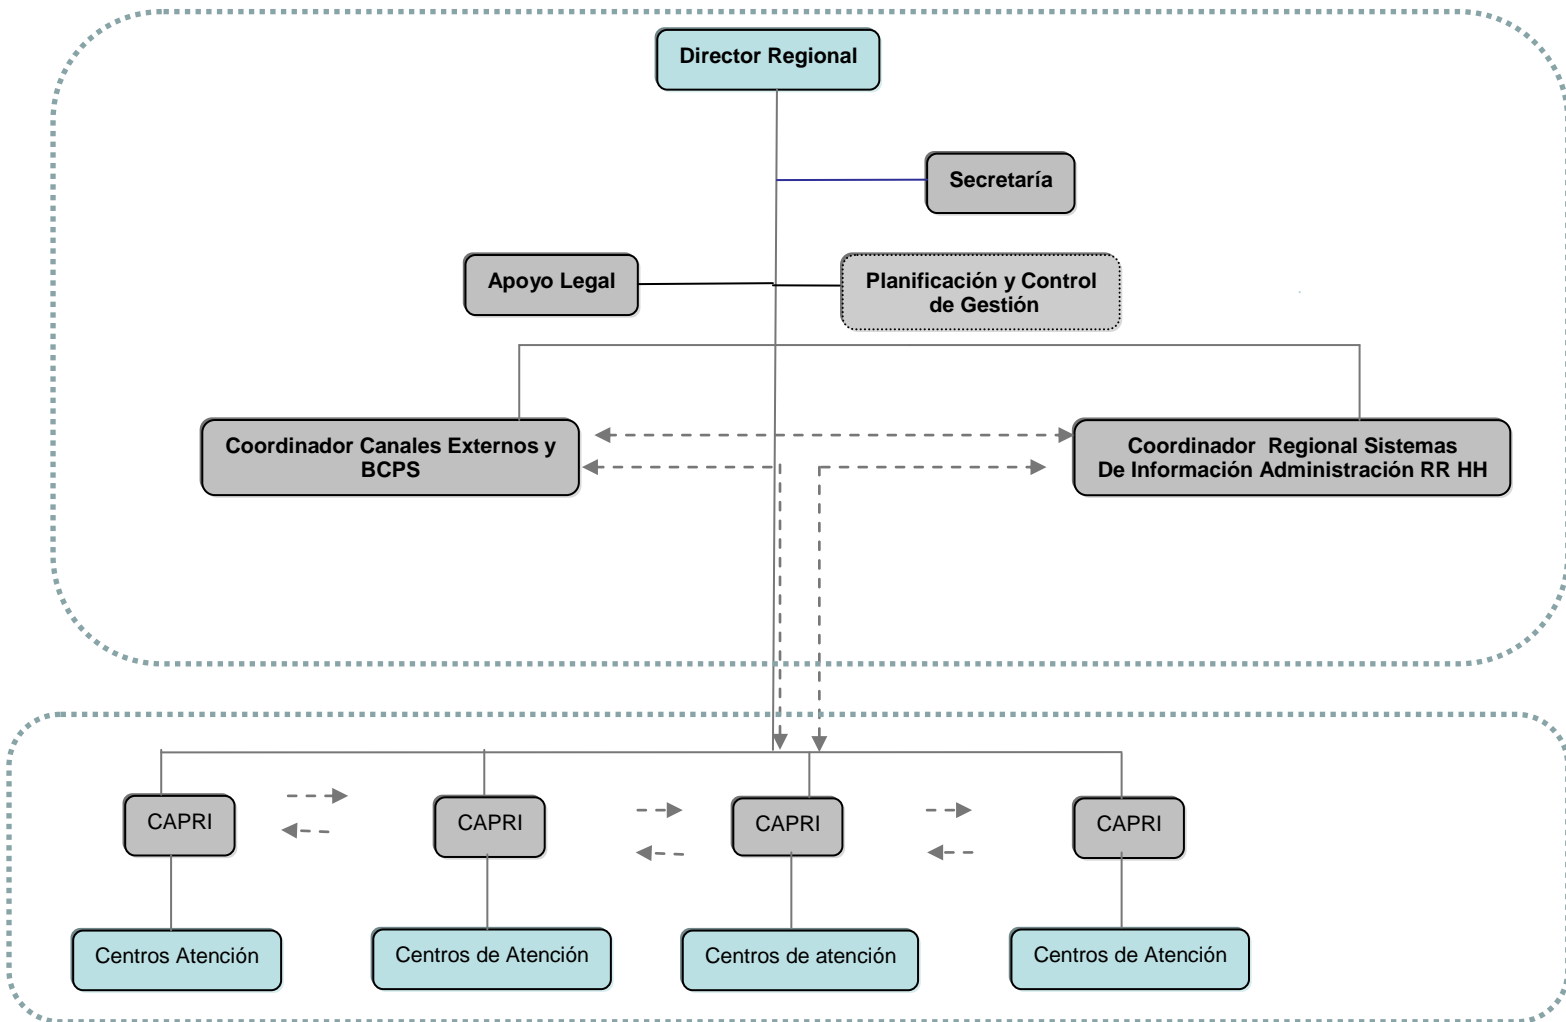 Director Regional
Secretaría
Apoyo Legal
Planificación y Control
de Gestión
Coordinador Canales Externos y
BCPS
Coordinador  Regional Sistemas
De Información Administración RR HH
CAPRI
CAPRI
CAPRI
CAPRI
Centros Atención
Centros de Atención
Centros de atención
Centros de Atención